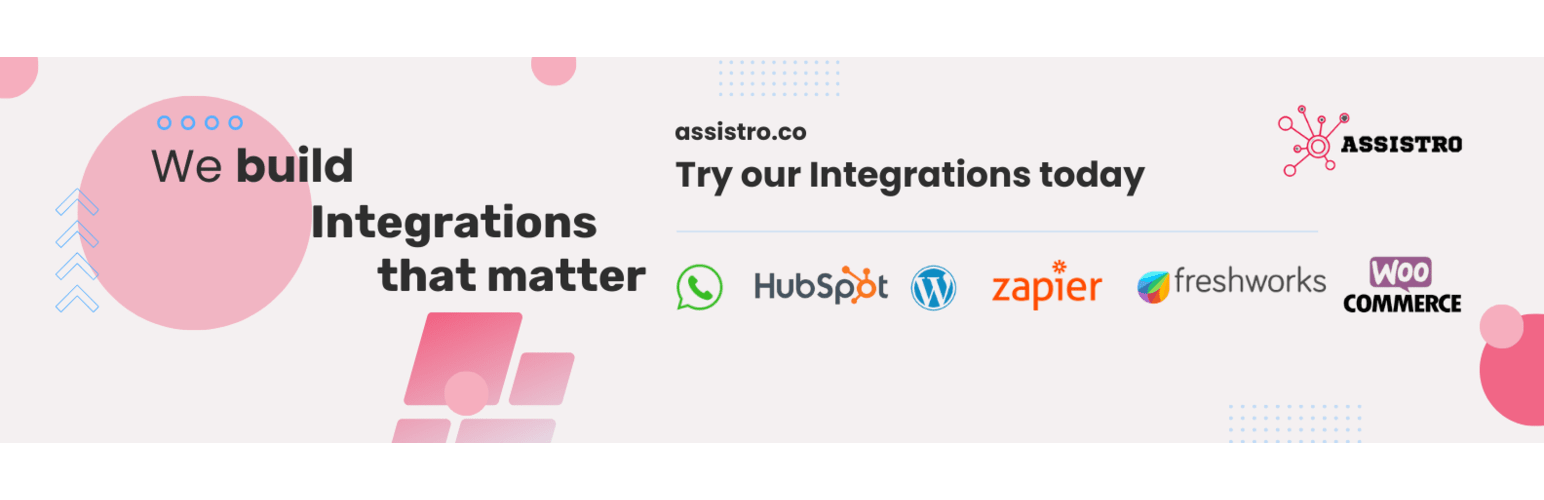 We build
Integrations
that matter
assistro.co
Try our Integrations today
ASSISTRO
HubSpot
W
zapier
freshworks
WOO
COMMERCE